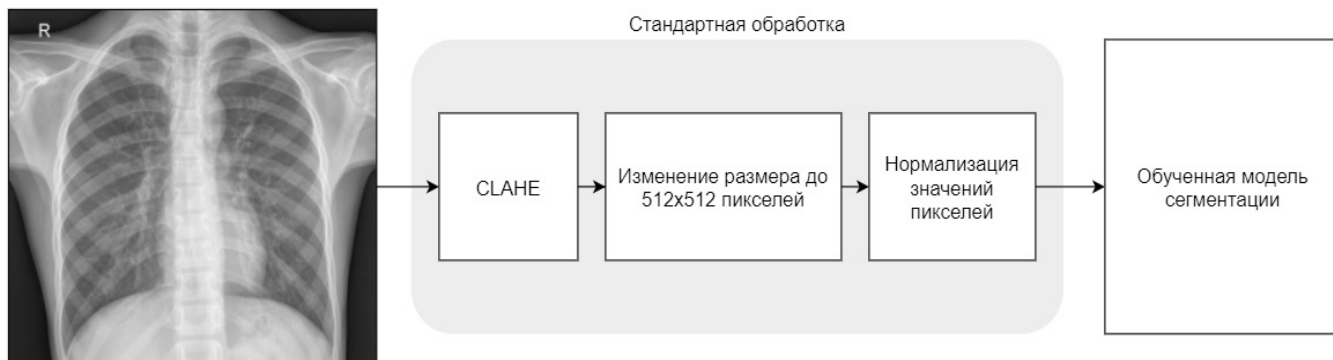 Стандартная обработка
R
CLAHE
Изменение размера до
512x512 пикселей
Нормализация
значений
пикселей
Обученная модель
сегментации